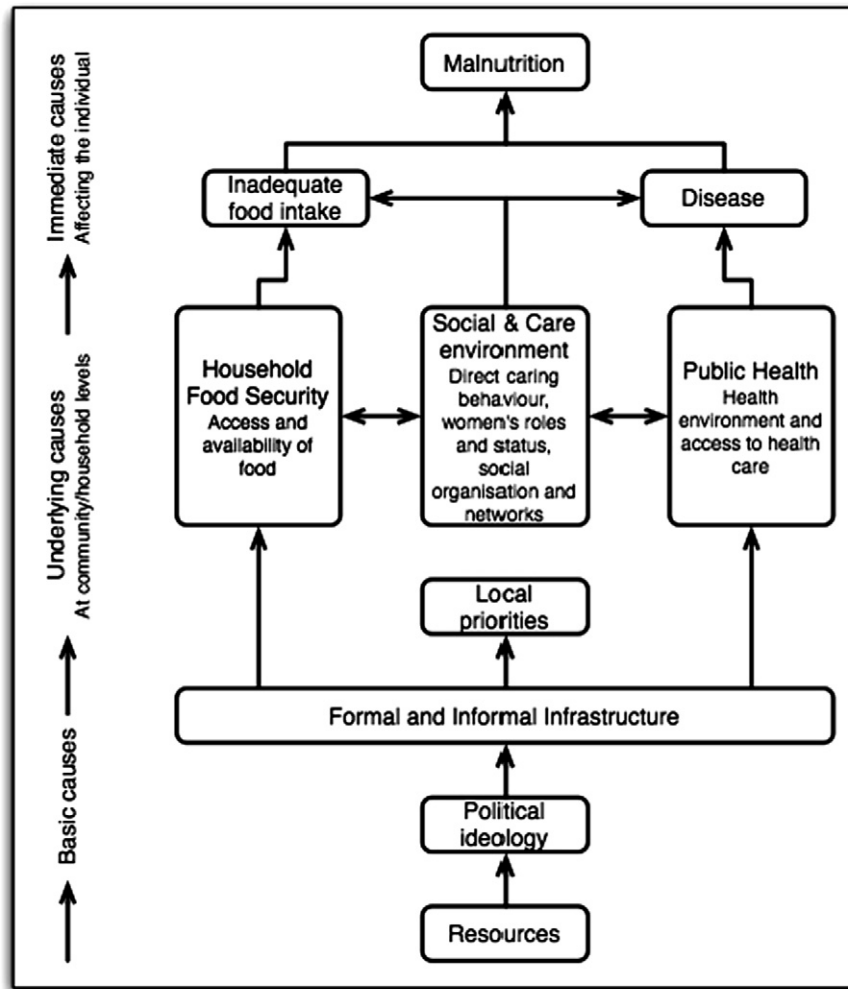 Malnutrition
Immediate causes
Affecting the individual
Inadequate
food intake
Disease
Underlying causes
At community/household levels
Household
Food Security
Access and
availability of
food
Social & Care
environment
Direct caring
behaviour,
women's roles
and status,
social
organisation and
networks
Public Health
Health
environment and
access to health
care
Local
priorities
Basic causes
Formal and Informal Infrastructure
Political
ideology
Resources